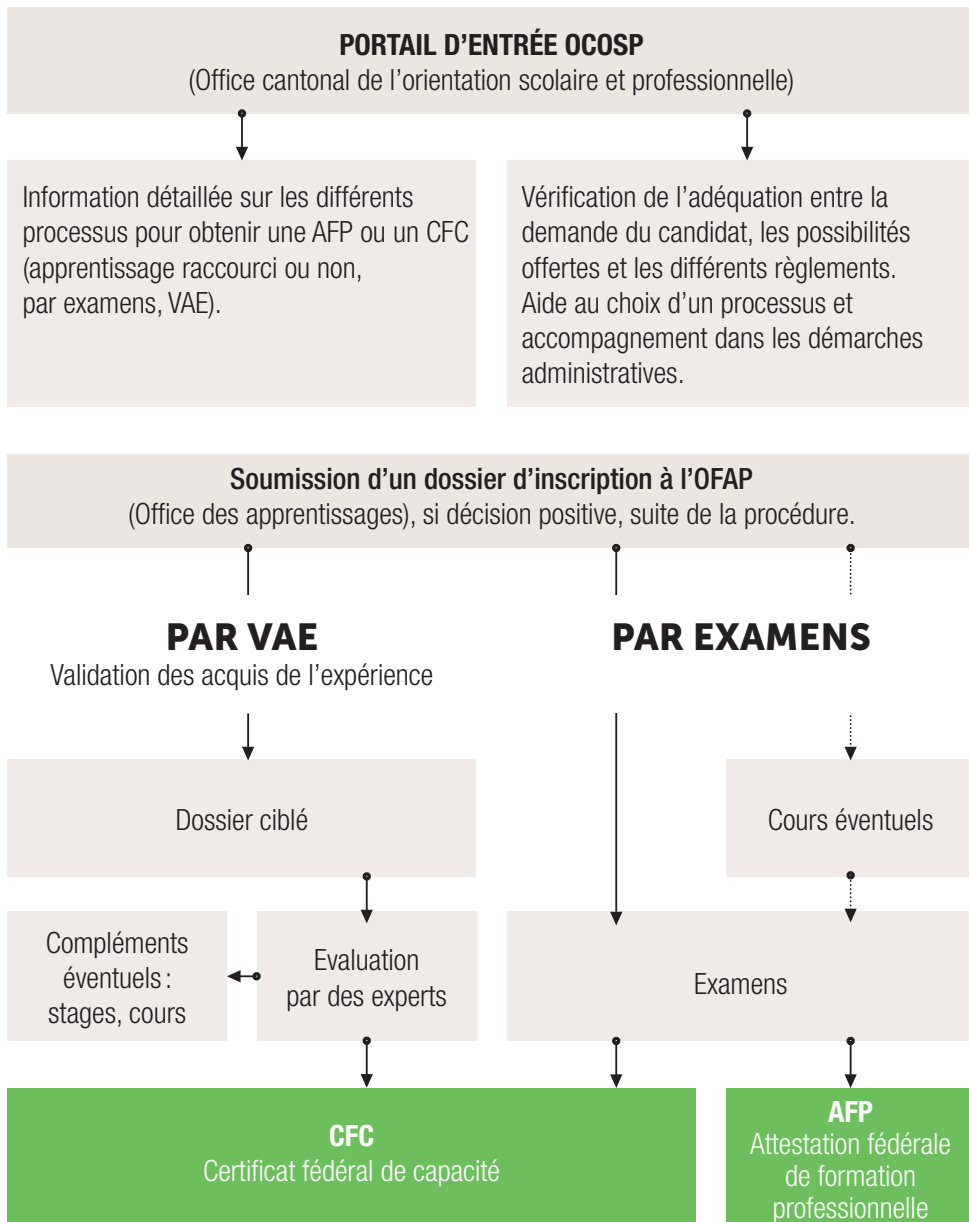 PORTAIL D’ENTRÉE OCOSP
(Office cantonal de l’orientation scolaire et professionnelle)
Information détaillée sur les différents
processus pour obtenir une AFP ou un CFC
(apprentissage raccourci ou non,
par examens, VAE).
Vérification de l’adéquation entre la
demande du candidat, les possibilités
offertes et les différents règlements.
Aide au choix d’un processus et
accompagnement dans les démarches
administratives.
Soumission d’un dossier d’inscription à l’OFAP
(Office des apprentissages), si décision positive, suite de la procédure.
PAR VAE
Validation des acquis de l’expérience
PAR EXAMENS
Dossier ciblé
Cours éventuels
Compléments
éventuels :
stages, cours
Evaluation
par des experts
Examens
CFC
Certificat fédéral de capacité
AFP
Attestation fédérale
de formation
professionnelle